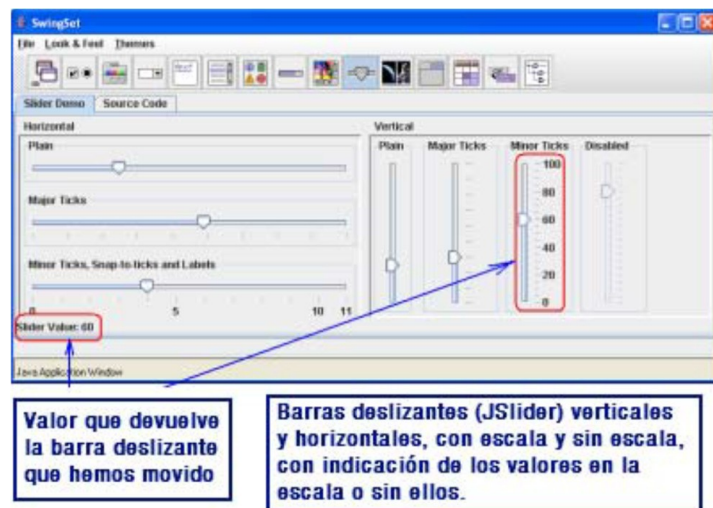 SwingSet
File Look & Feel Themes
Slider Demo Source Code
Horizontal
Plain
Major Ticks
Minor Ticks, Snap-to-ticks and Labels
0 5 10 11
Vertical
Plain Major Ticks Minor Ticks Disabled
100
80
60
40
20
0
Slider Value: 60
Java Application Window
Valor que devuelve
la barra deslizante
que hemos movido
Barras deslizantes (JSlider) verticales
y horizontales, con escala y sin escala,
con indicación de los valores en la
escala o sin ellos.